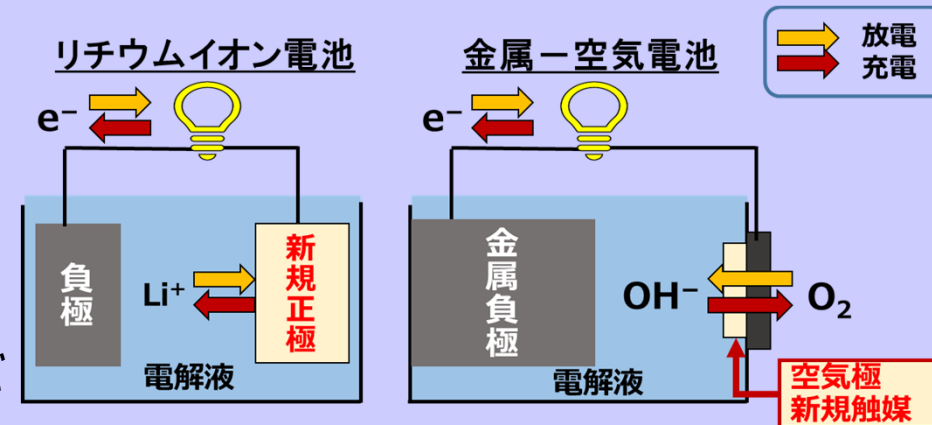 リチウムイオン電池
金属－空気電池
放電
充電
e⁻
e⁻
負極
Li⁺
新規正極
電解液
金属負極
OH⁻
O₂
電解液
空気極
新規触媒